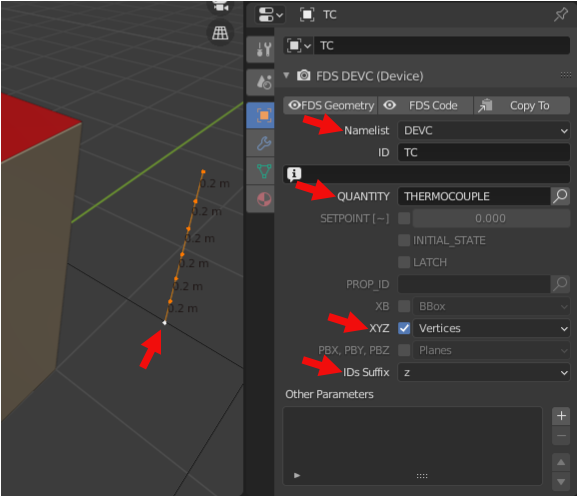 TC
TC
FDS DEVC (Device)
FDS Geometry
FDS Code
Copy To
Namelist
DEVC
ID
TC
QUANTITY
THERMOCOUPLE
SETPOINT [~]
0.000
INITIAL_STATE
LATCH
PROP_ID
XB
BBox
XYZ
Vertices
PBX, PBY, PBZ
Planes
IDs Suffix
z
Other Parameters
0.2 m
0.2 m
0.2 m
0.2 m
0.2 m